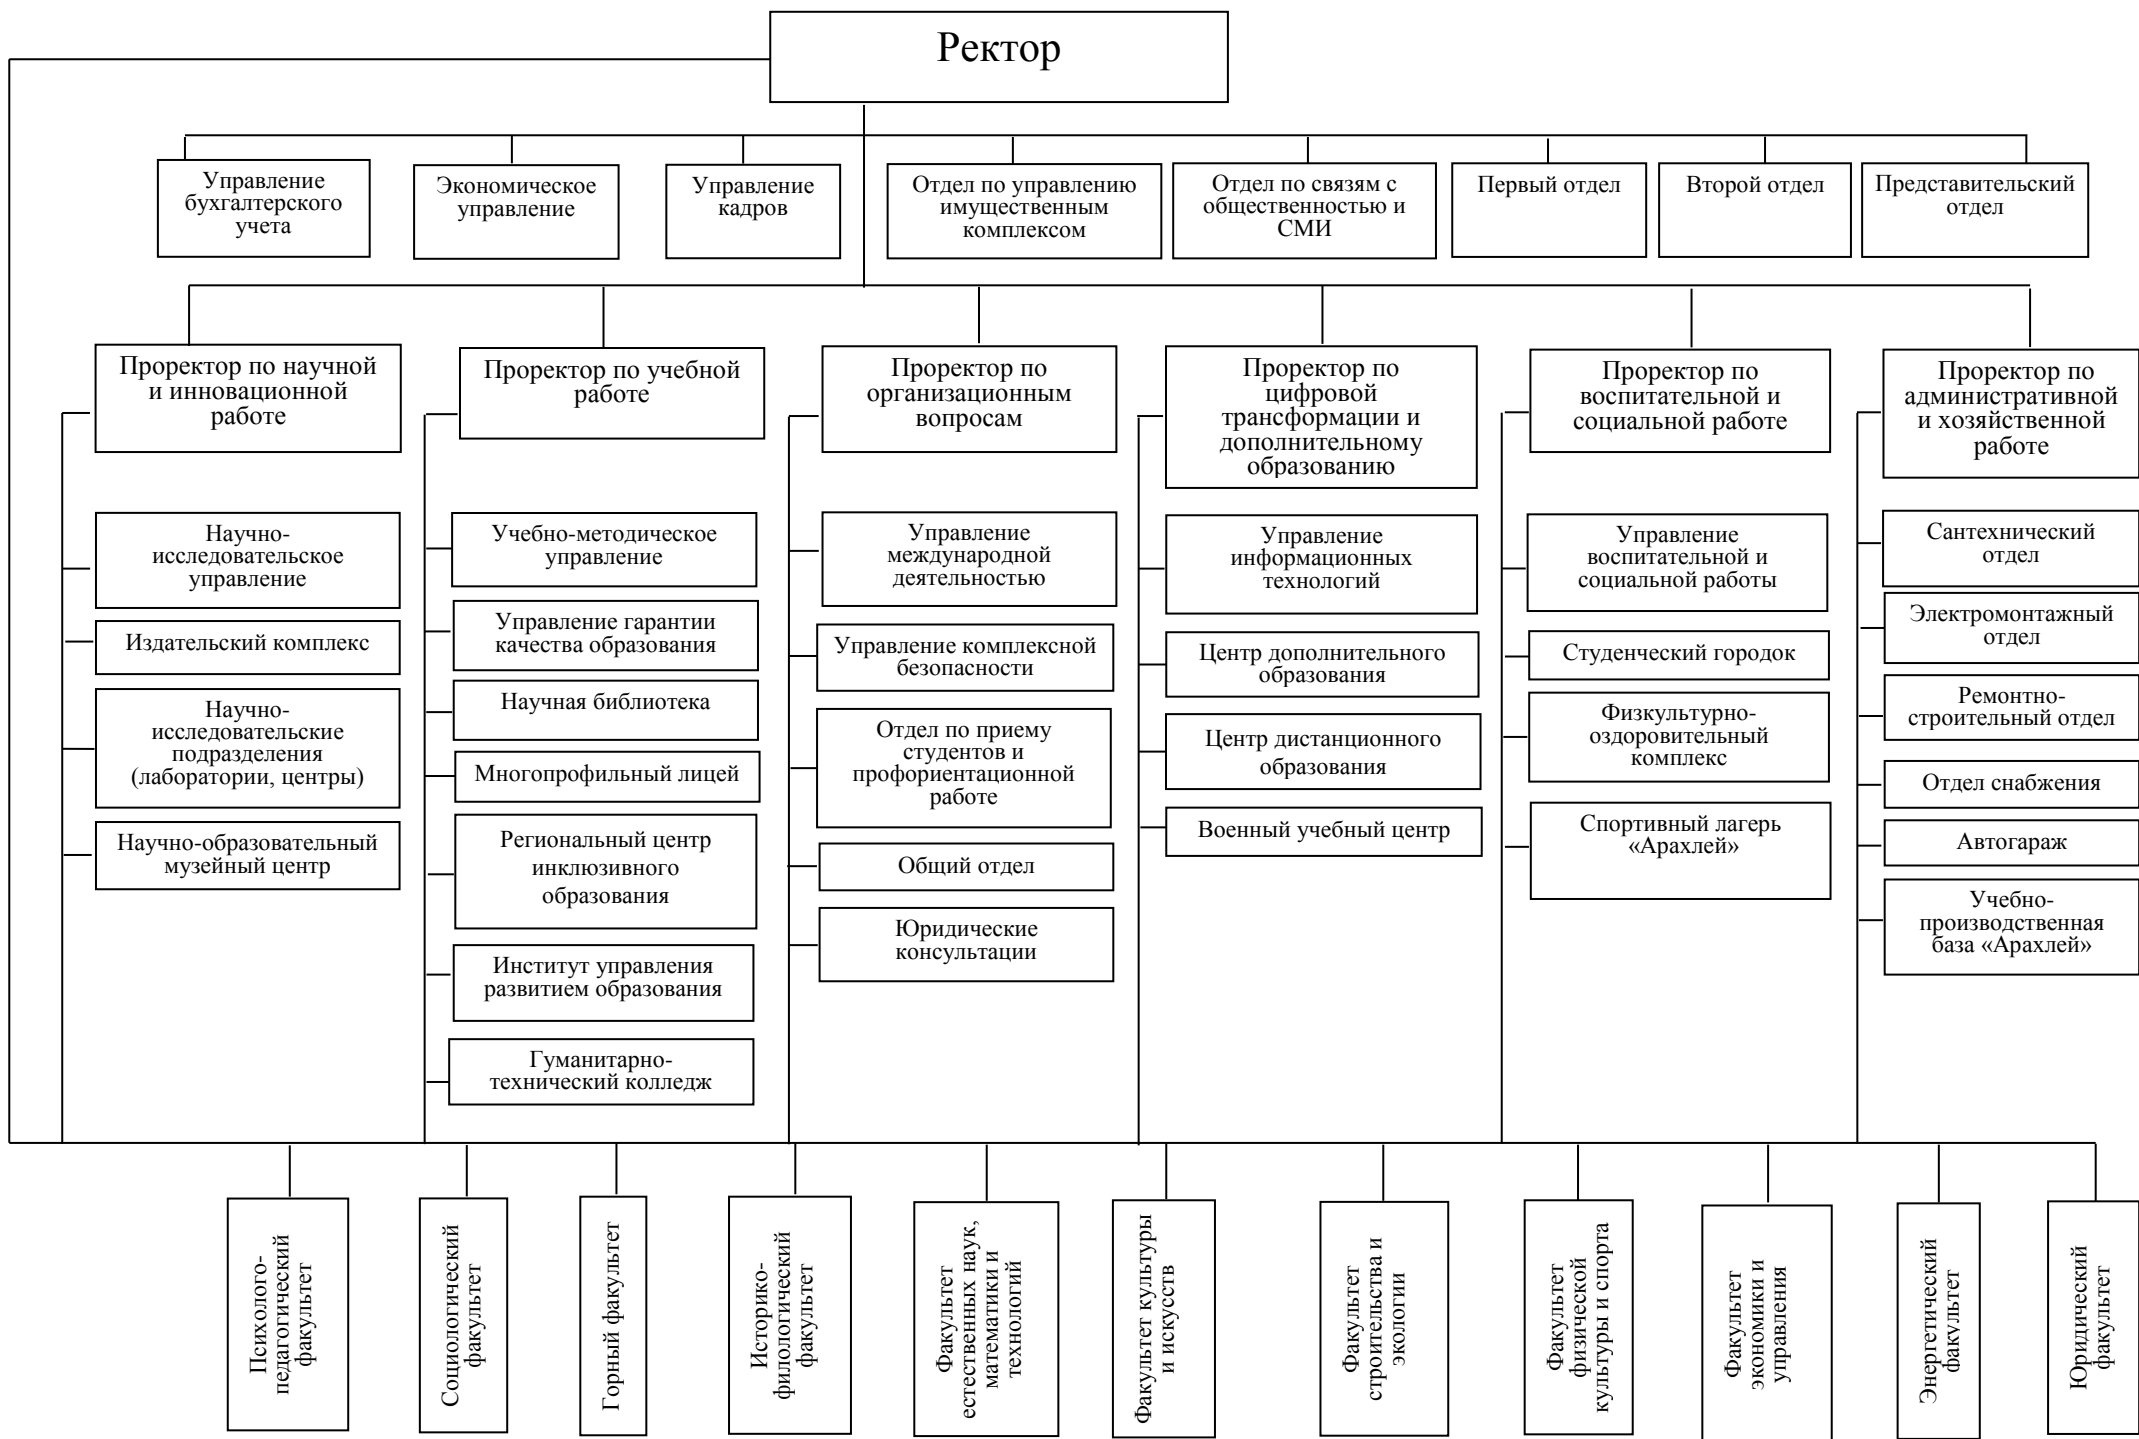 Ректор
Управление
бухгалтерского
учета
Экономическое
управление
Управление
кадров
Отдел по управлению
имущественным
комплексом
Отдел по связям с
общественностью и
СМИ
Первый отдел
Второй отдел
Представительский
отдел
Проректор по научной
и инновационной
работе
Проректор по учебной
работе
Проректор по
организационным
вопросам
Проректор по
цифровой
трансформации и
дополнительному
образованию
Проректор по
воспитательной и
социальной работе
Проректор по
административной
и хозяйственной
работе
Научно-
исследовательское
управление
Издательский комплекс
Научно-
исследовательские
подразделения
(лаборатории, центры)
Научно-образовательный
музейный центр
Учебно-методическое
управление
Управление гарантии
качества образования
Научная библиотека
Многопрофильный лицей
Региональный центр
инклюзивного
образования
Институт управления
развитием образования
Гуманитарно-
технический колледж
Управление
международной
деятельностью
Управление комплексной
безопасности
Отдел по приему
студентов и
профориентационной
работе
Общий отдел
Юридические
консультации
Управление
информационных
технологий
Центр дополнительного
образования
Центр дистанционного
образования
Военный учебный центр
Управление
воспитательной и
социальной работы
Студенческий городок
Физкультурно-
оздоровительный
комплекс
Спортивный лагерь
«Арахлей»
Сантехнический
отдел
Электромонтажный
отдел
Ремонтно-
строительный отдел
Отдел снабжения
Автогараж
Учебно-
производственная
база «Арахлей»
Психолого-
педагогический
факультет
Социологический
факультет
Горный факультет
Историко-
филологический
факультет
Факультет
естественных наук,
математики и
технологий
Факультет культуры
и искусств
Факультет
строительства и
экологии
Факультет
физической
культуры и спорта
Факультет
экономики и
управления
Энергетический
факультет
Юридический
факультет